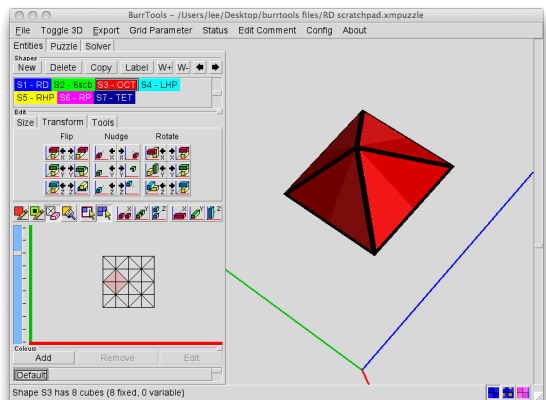 BurrTools - /Users/lee/Desktop/burrtools files/RD scratchpad.xmpuzzle
File Toggle 3D Export Grid Parameter Status Edit Comment Config About
Entities Puzzle Solver
Shapes
New Delete Copy Label W+ W-
S1 - RD S2 - 6scb S3 - OCT S4 - LHP
S5 - RHP S6 - RP S7 - TET
Edit
Size Transform Tools
Flip Nudge Rotate
Colours
Add Remove Edit
Default
Shape S3 has 8 cubes (8 fixed, 0 variable)